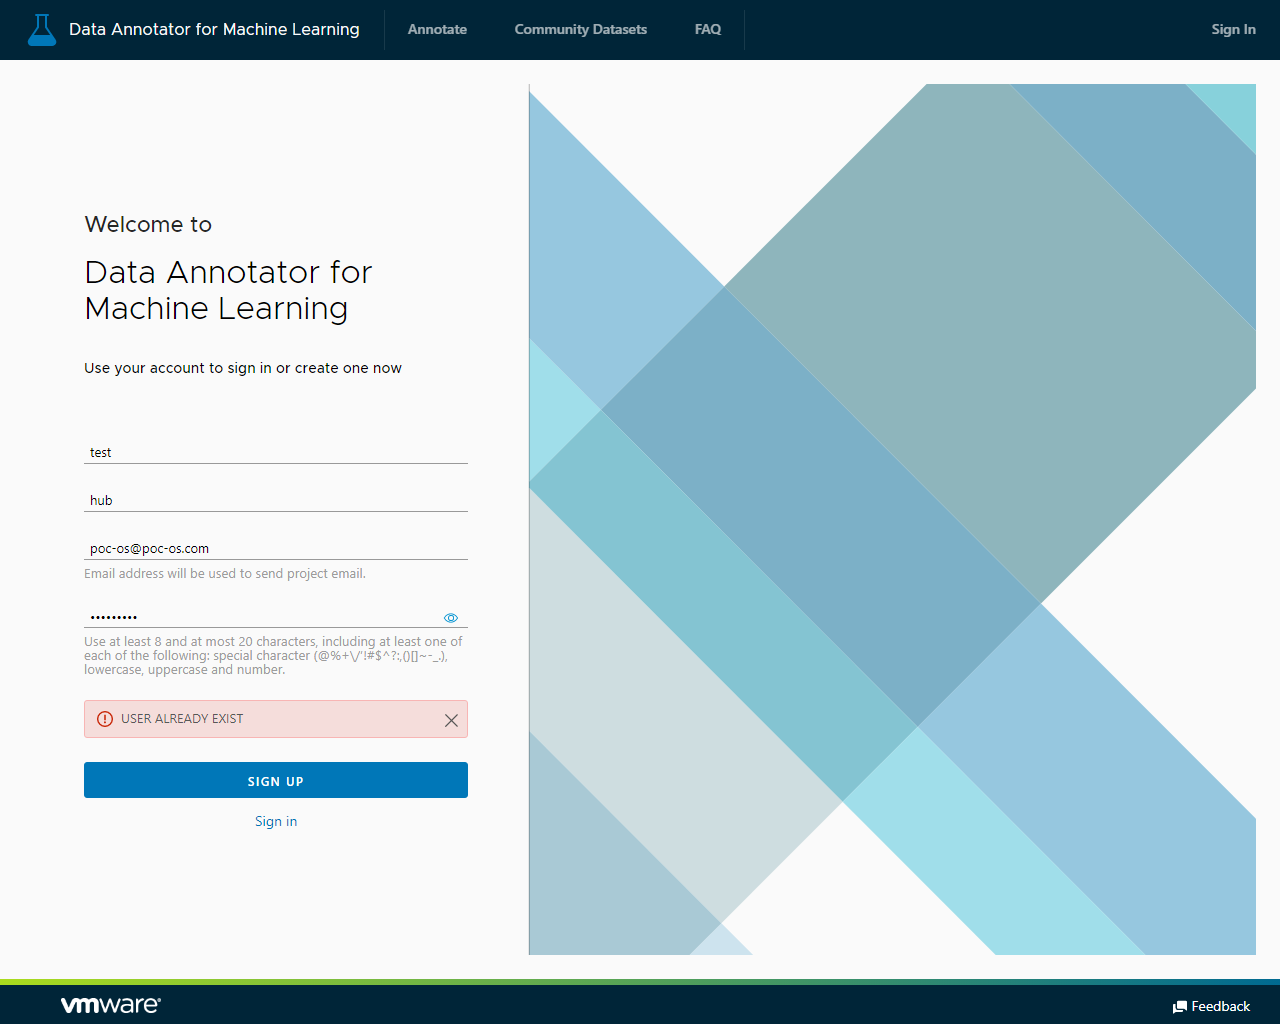 Data Annotator for Machine Learning
Annotate
Community Datasets
FAQ
Sign In
Welcome to
Data Annotator for
Machine Learning
Use your account to sign in or create one now
test
hub
poc-os@poc-os.com
Email address will be used to send project email.
•••••••••
Use at least 8 and at most 20 characters, including at least one of
each of the following: special character (@%+\/'!#$^?:,()[]~-_.),
lowercase, uppercase and number.
USER ALREADY EXIST
SIGN UP
Sign in
vmware®
Feedback